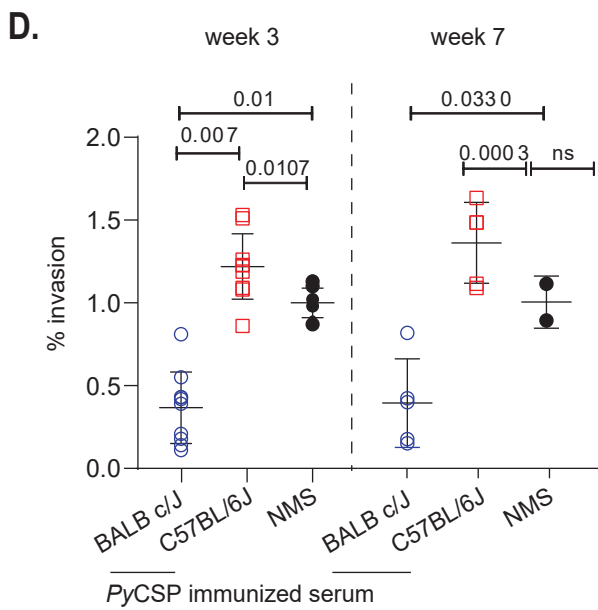 D.
week 3 week 7
0.01 0.0330
0.007 0.0003 ns
0.0107
2.0
1.5
1.0
0.5
0.0
% invasion
BALB c/J C57BL/6J NMS BALB c/J C57BL/6J NMS
PyCSP immunized serum